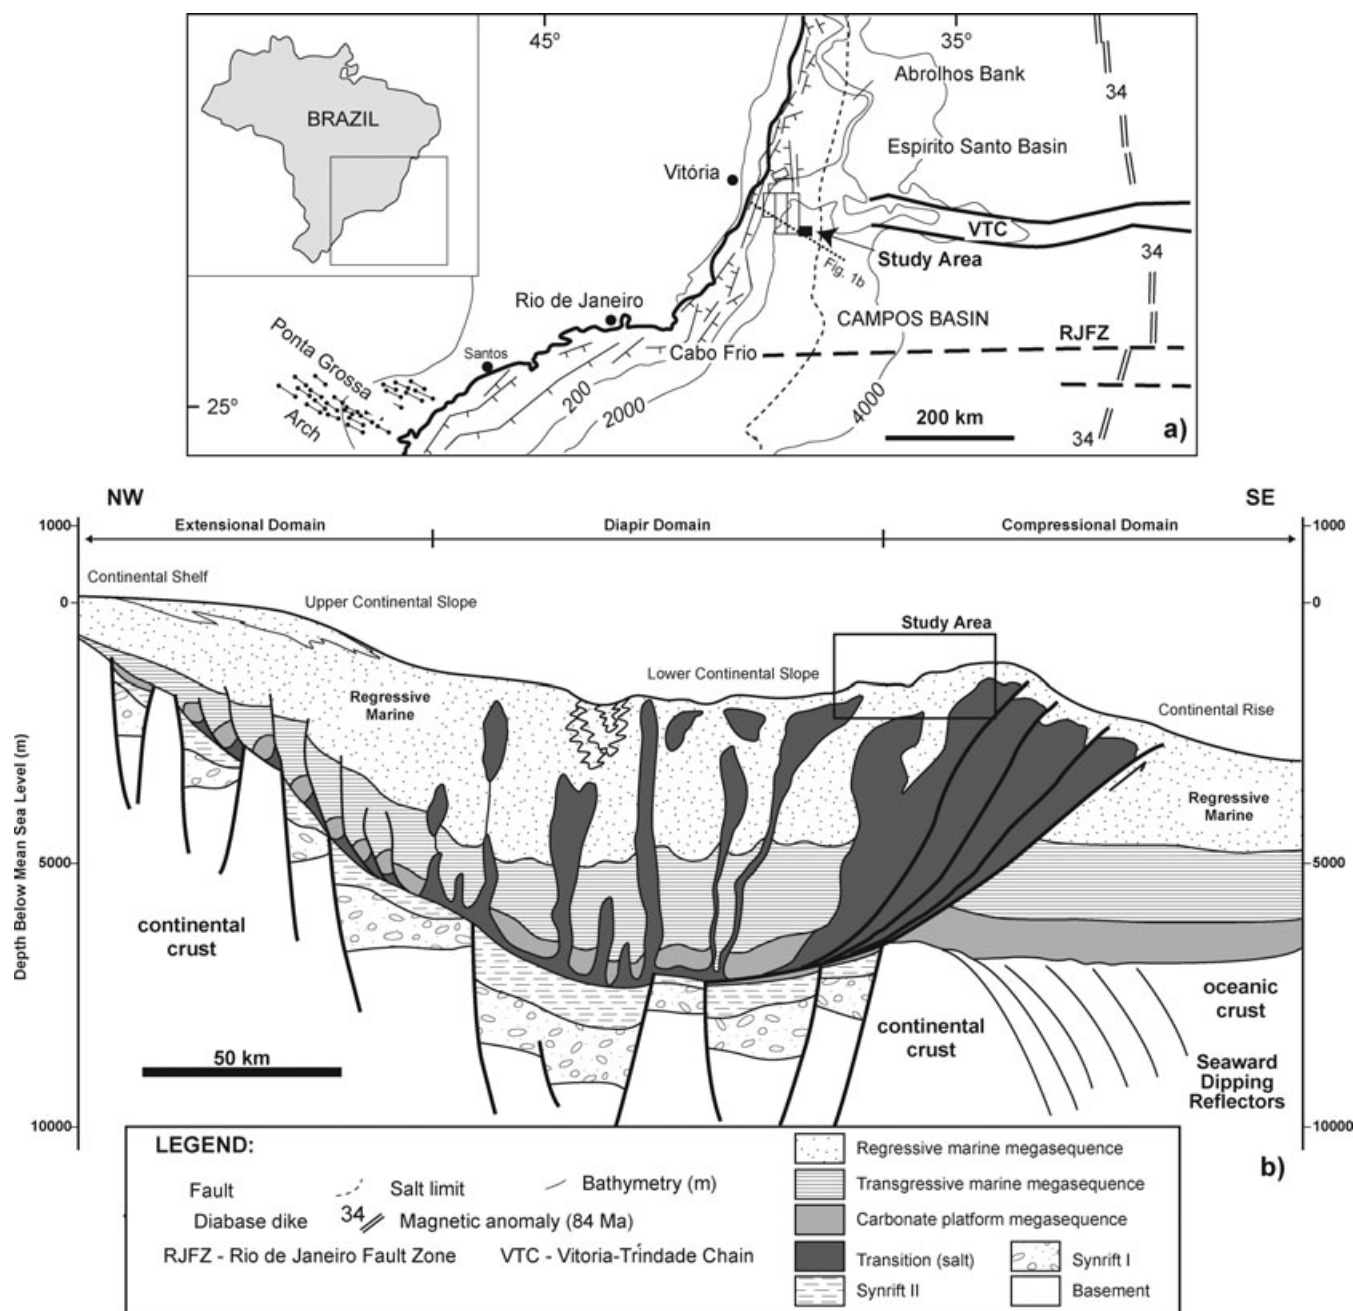 45°
35°
Abrolhos Bank
34
BRAZIL
Espirito Santo Basin
Vitória
VTC
Study Area
34
Fig. 1b
Rio de Janeiro
CAMPOS BASIN
RJFZ
Ponta Grossa
Arch
Santos
Cabo Frio
25°
200
2000
4000
200 km
34
a)
NW
SE
1000
Extensional Domain
Diapir Domain
Compressional Domain
1000
Continental Shelf
0
Upper Continental Slope
0
Study Area
Lower Continental Slope
Regressive
Marine
Continental Rise
Regressive
Marine
Depth Below Mean Sea Level (m)
5000
5000
continental
crust
oceanic
crust
continental
crust
50 km
Seaward
Dipping
Reflectors
10000
10000
LEGEND:
b)
Fault
Salt limit
Bathymetry (m)
Diabase dike
34
Magnetic anomaly (84 Ma)
RJFZ - Rio de Janeiro Fault Zone
VTC - Vitoria-Trindade Chain
Regressive marine megasequence
Transgressive marine megasequence
Carbonate platform megasequence
Transition (salt)
Synrift I
Synrift II
Basement